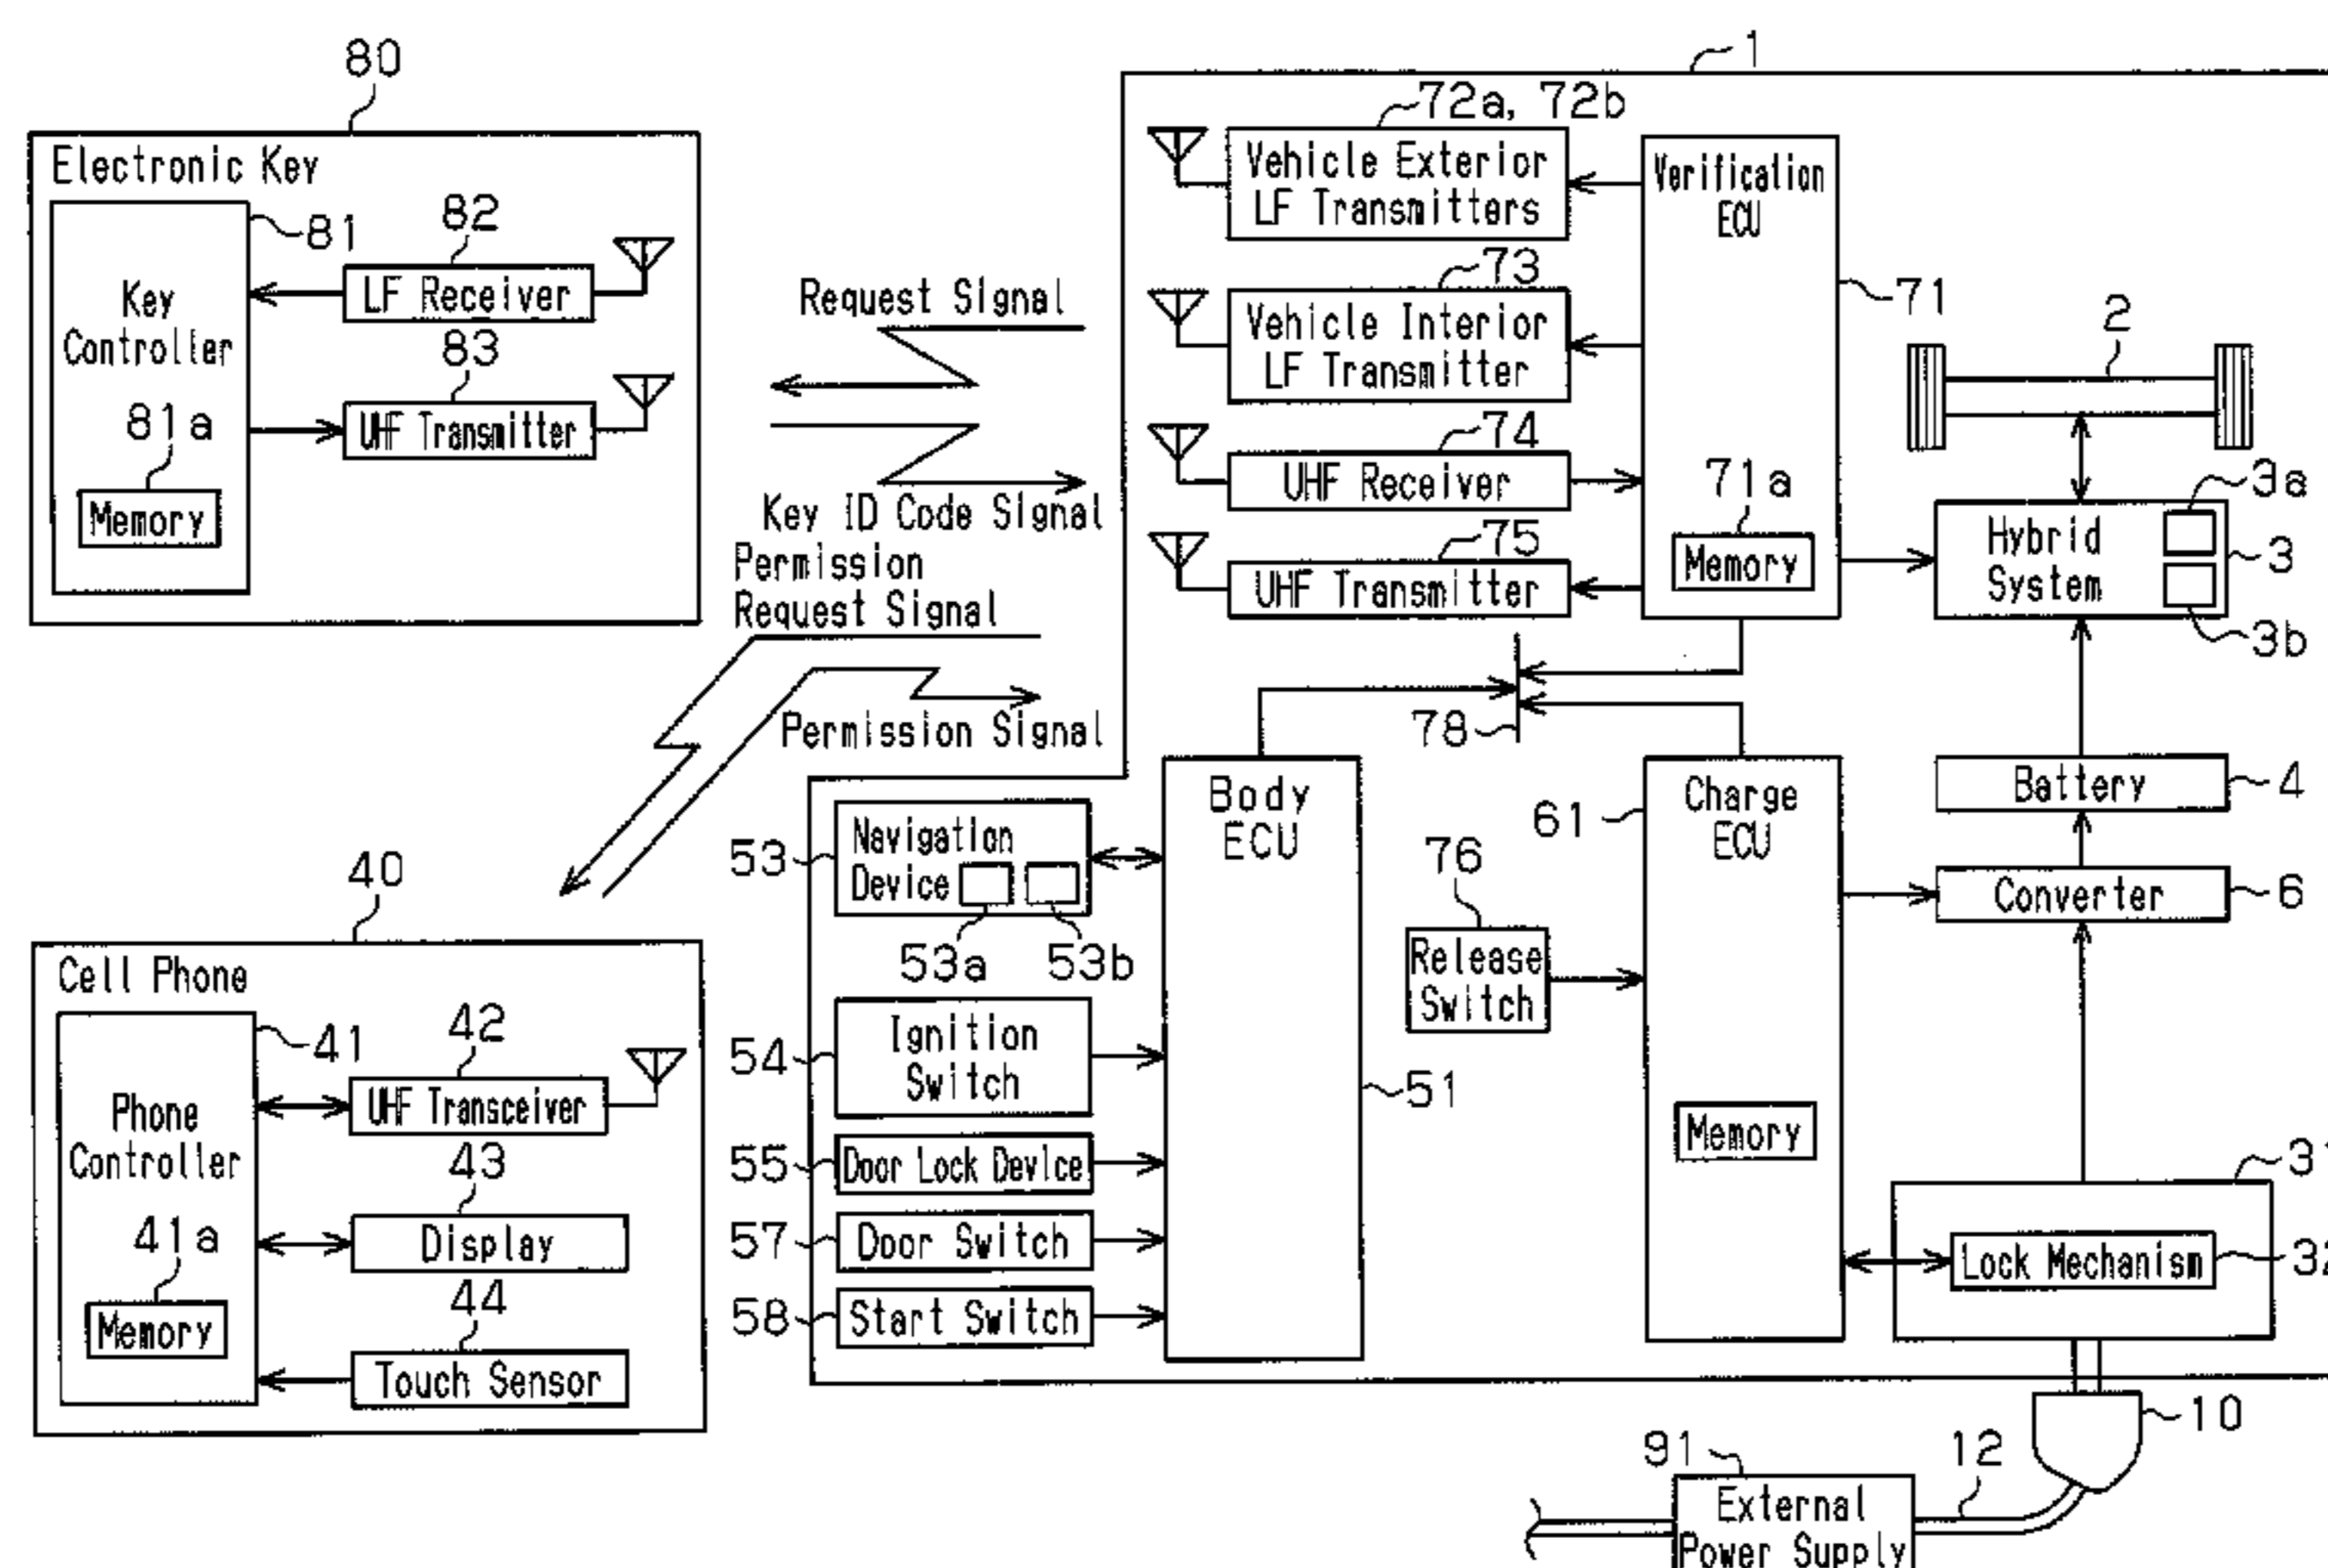 80
Electronic Key
81
Key
Controller
81a
Memory
82
LF Receiver
83
UHF Transmitter
Request Signal
Key ID Code Signal
Permission
Request Signal
Permission Signal
40
Cell Phone
41
Phone
Controller
41a
Memory
42
UHF Transceiver
43
Display
44
Touch Sensor
1
72a, 72b
Vehicle Exterior
LF Transmitters
73
Vehicle Interior
LF Transmitter
74
UHF Receiver
75
UHF Transmitter
Verification
ECU
71
71a
Memory
2
3a
Hybrid
System
3
3b
78
53
Navigation
Device
53a
53b
54
Ignition
Switch
55
Door Lock Device
57
Door Switch
58
Start Switch
Body
ECU
51
76
Release
Switch
61
Charge
ECU
Memory
Battery
4
Converter
6
31
Lock Mechanism
32
10
91
12
External
Power Supply